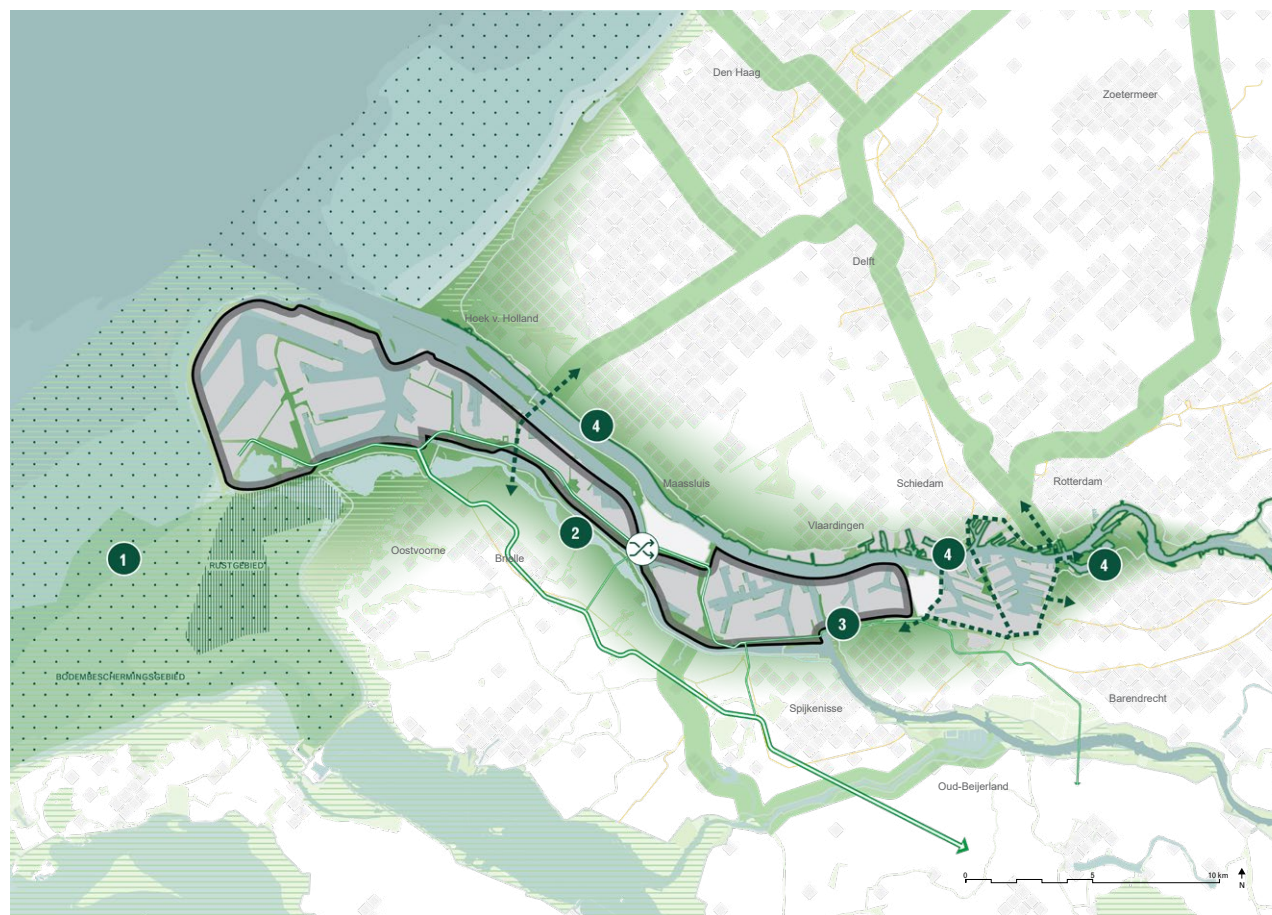 Den Haag
Zoetermeer
Delft
Hoek v. Holland
4
Maassluis
Schiedam
Rotterdam
Vlaardingen
2
Oostvoorne
Brielle
1
RUSTGEBIED
4
4
3
BODEMBESCHERMINGSGEBIED
Spijkenisse
Barendrecht
Oud-Beijerland
0 5 10 km
N